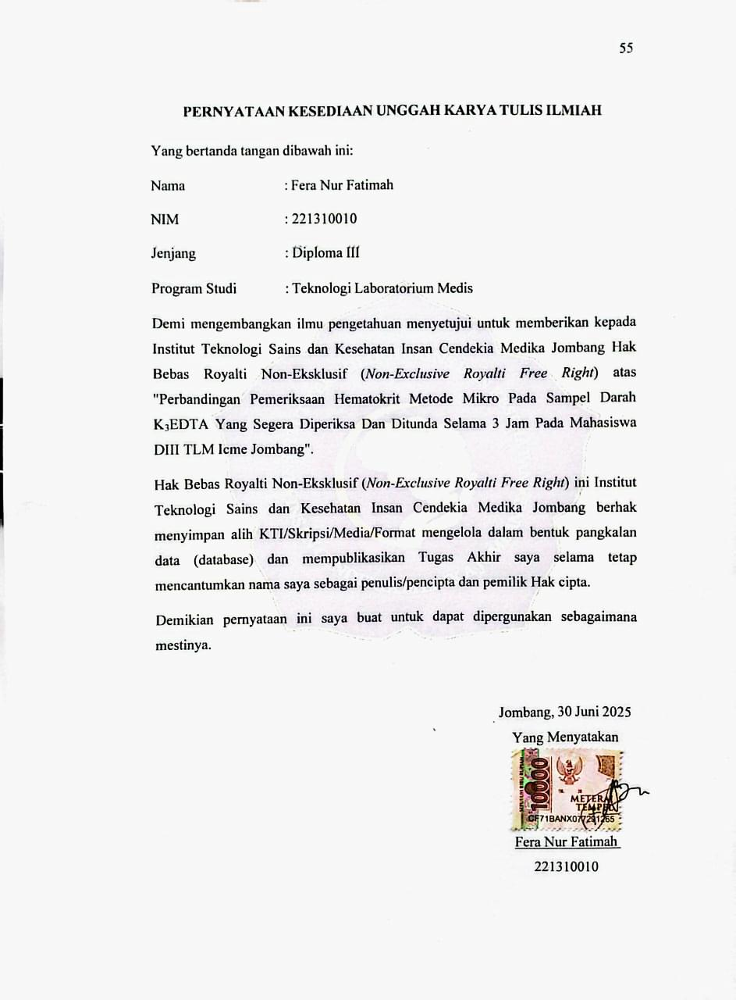 55
PERNYATAAN KESEDIAAN UNGGAH KARYA TULIS ILMIAH
Yang bertanda tangan dibawah ini:
Nama : Fera Nur Fatimah
NIM : 221310010
Jenjang : Diploma III
Program Studi : Teknologi Laboratorium Medis
Demi mengembangkan ilmu pengetahuan menyetujui untuk memberikan kepada
Institut Teknologi Sains dan Kesehatan Insan Cendekia Medika Jombang Hak
Bebas Royalti Non-Eksklusif (Non-Exclusive Royalti Free Right) atas
"Perbandingan Pemeriksaan Hematokrit Metode Mikro Pada Sampel Darah
K₃EDTA Yang Segera Diperiksa Dan Ditunda Selama 3 Jam Pada Mahasiswa
DIII TLM Icme Jombang".
Hak Bebas Royalti Non-Eksklusif (Non-Exclusive Royalti Free Right) ini Institut
Teknologi Sains dan Kesehatan Insan Cendekia Medika Jombang berhak
menyimpan alih KTI/Skripsi/Media/Format mengelola dalam bentuk pangkalan
data (database) dan mempublikasikan Tugas Akhir saya selama tetap
mencantumkan nama saya sebagai penulis/pencipta dan pemilik Hak cipta.
Demikian pernyataan ini saya buat untuk dapat dipergunakan sebagaimana
mestinya.
Jombang, 30 Juni 2025
Yang Menyatakan
10000
METERAI
TEMPEL
CF71BANX077291265
Fera Nur Fatimah
221310010